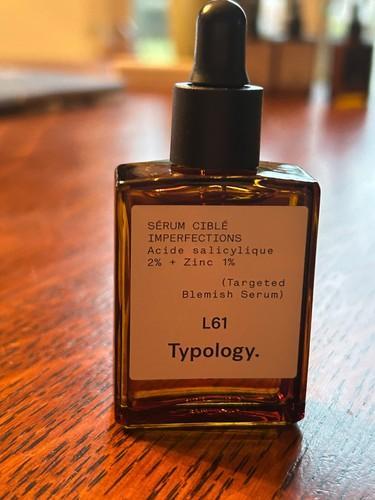 SÉRUM CIBLÉ
IMPERFECTIONS
Acide salicylique
2% + Zinc 1%
(Targeted
Blemish Serum)
L61
Typology.